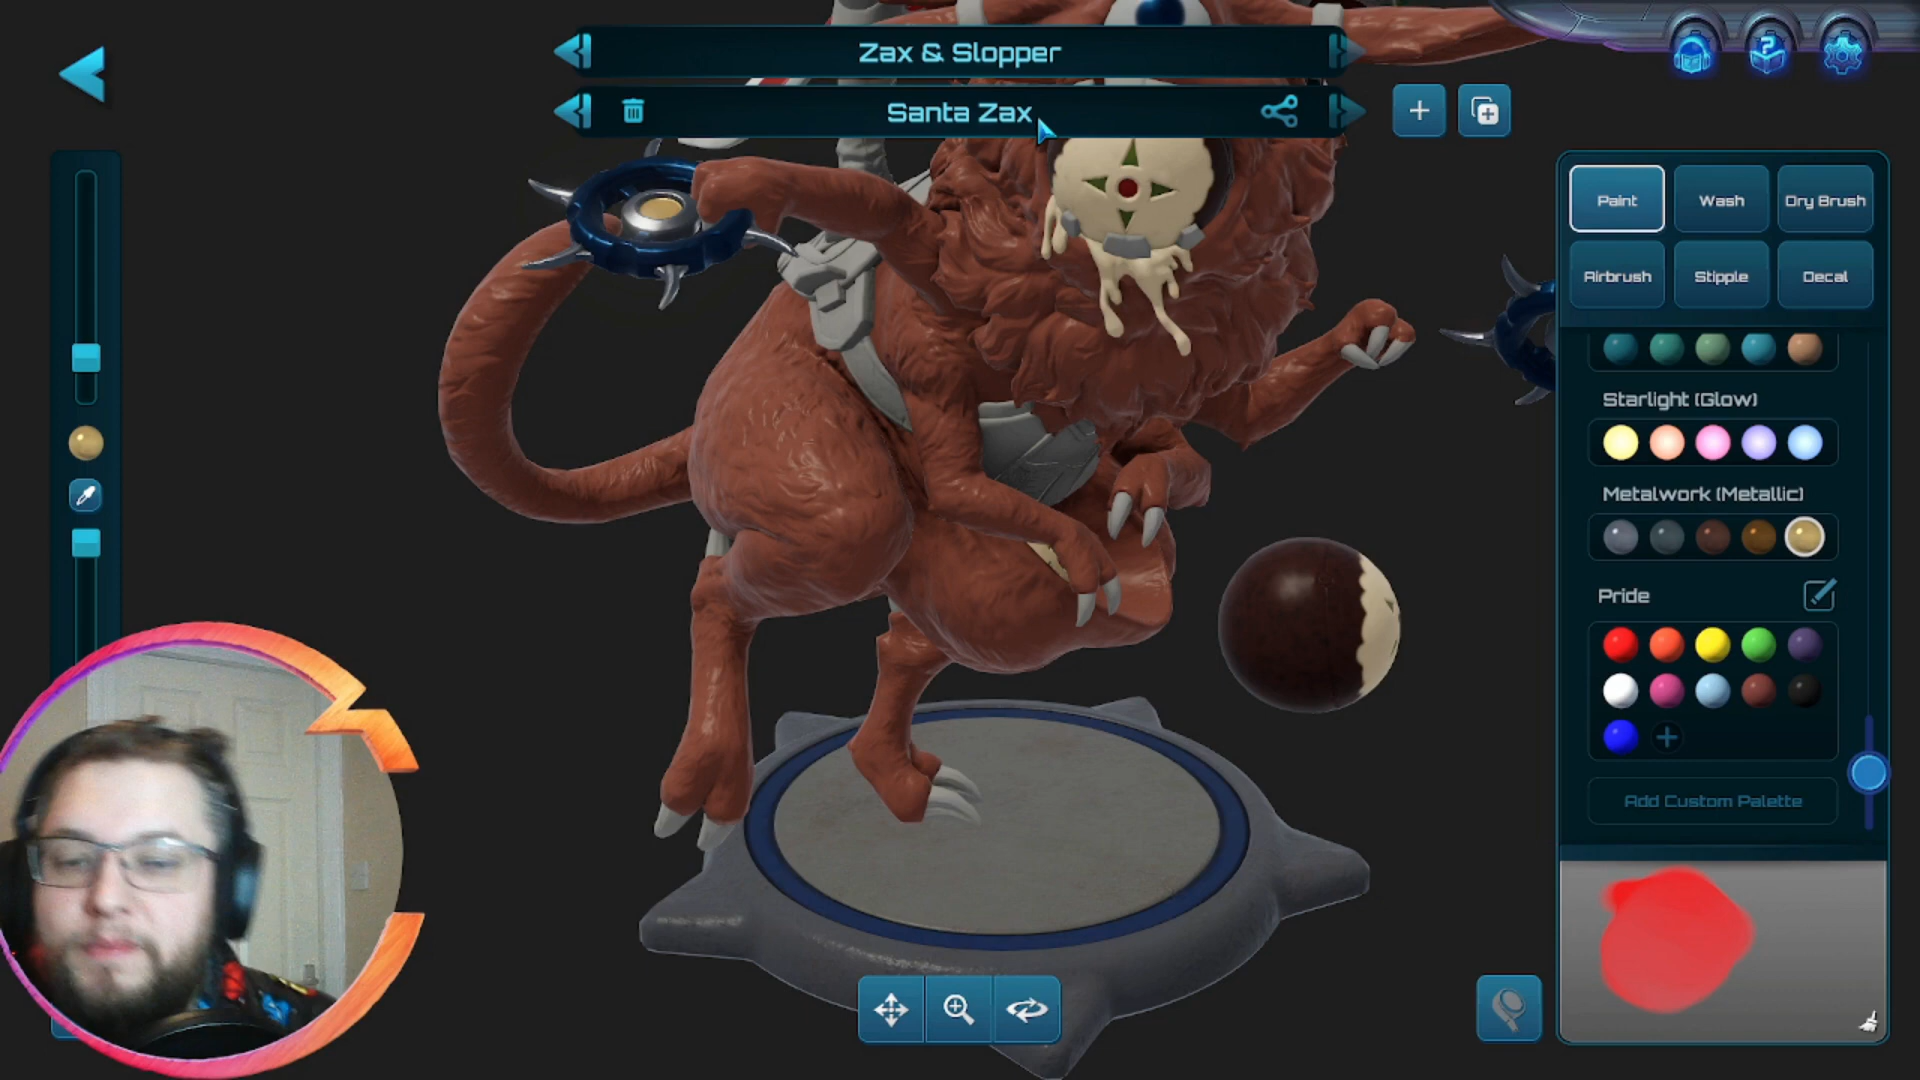 Zax & Slopper
Santa Zax
Paint
Wash
Dry Brush
Airbrush
Stipple
Decal
Starlight (Glow)
Metalwork (Metallic)
Pride
Add Custom Palette